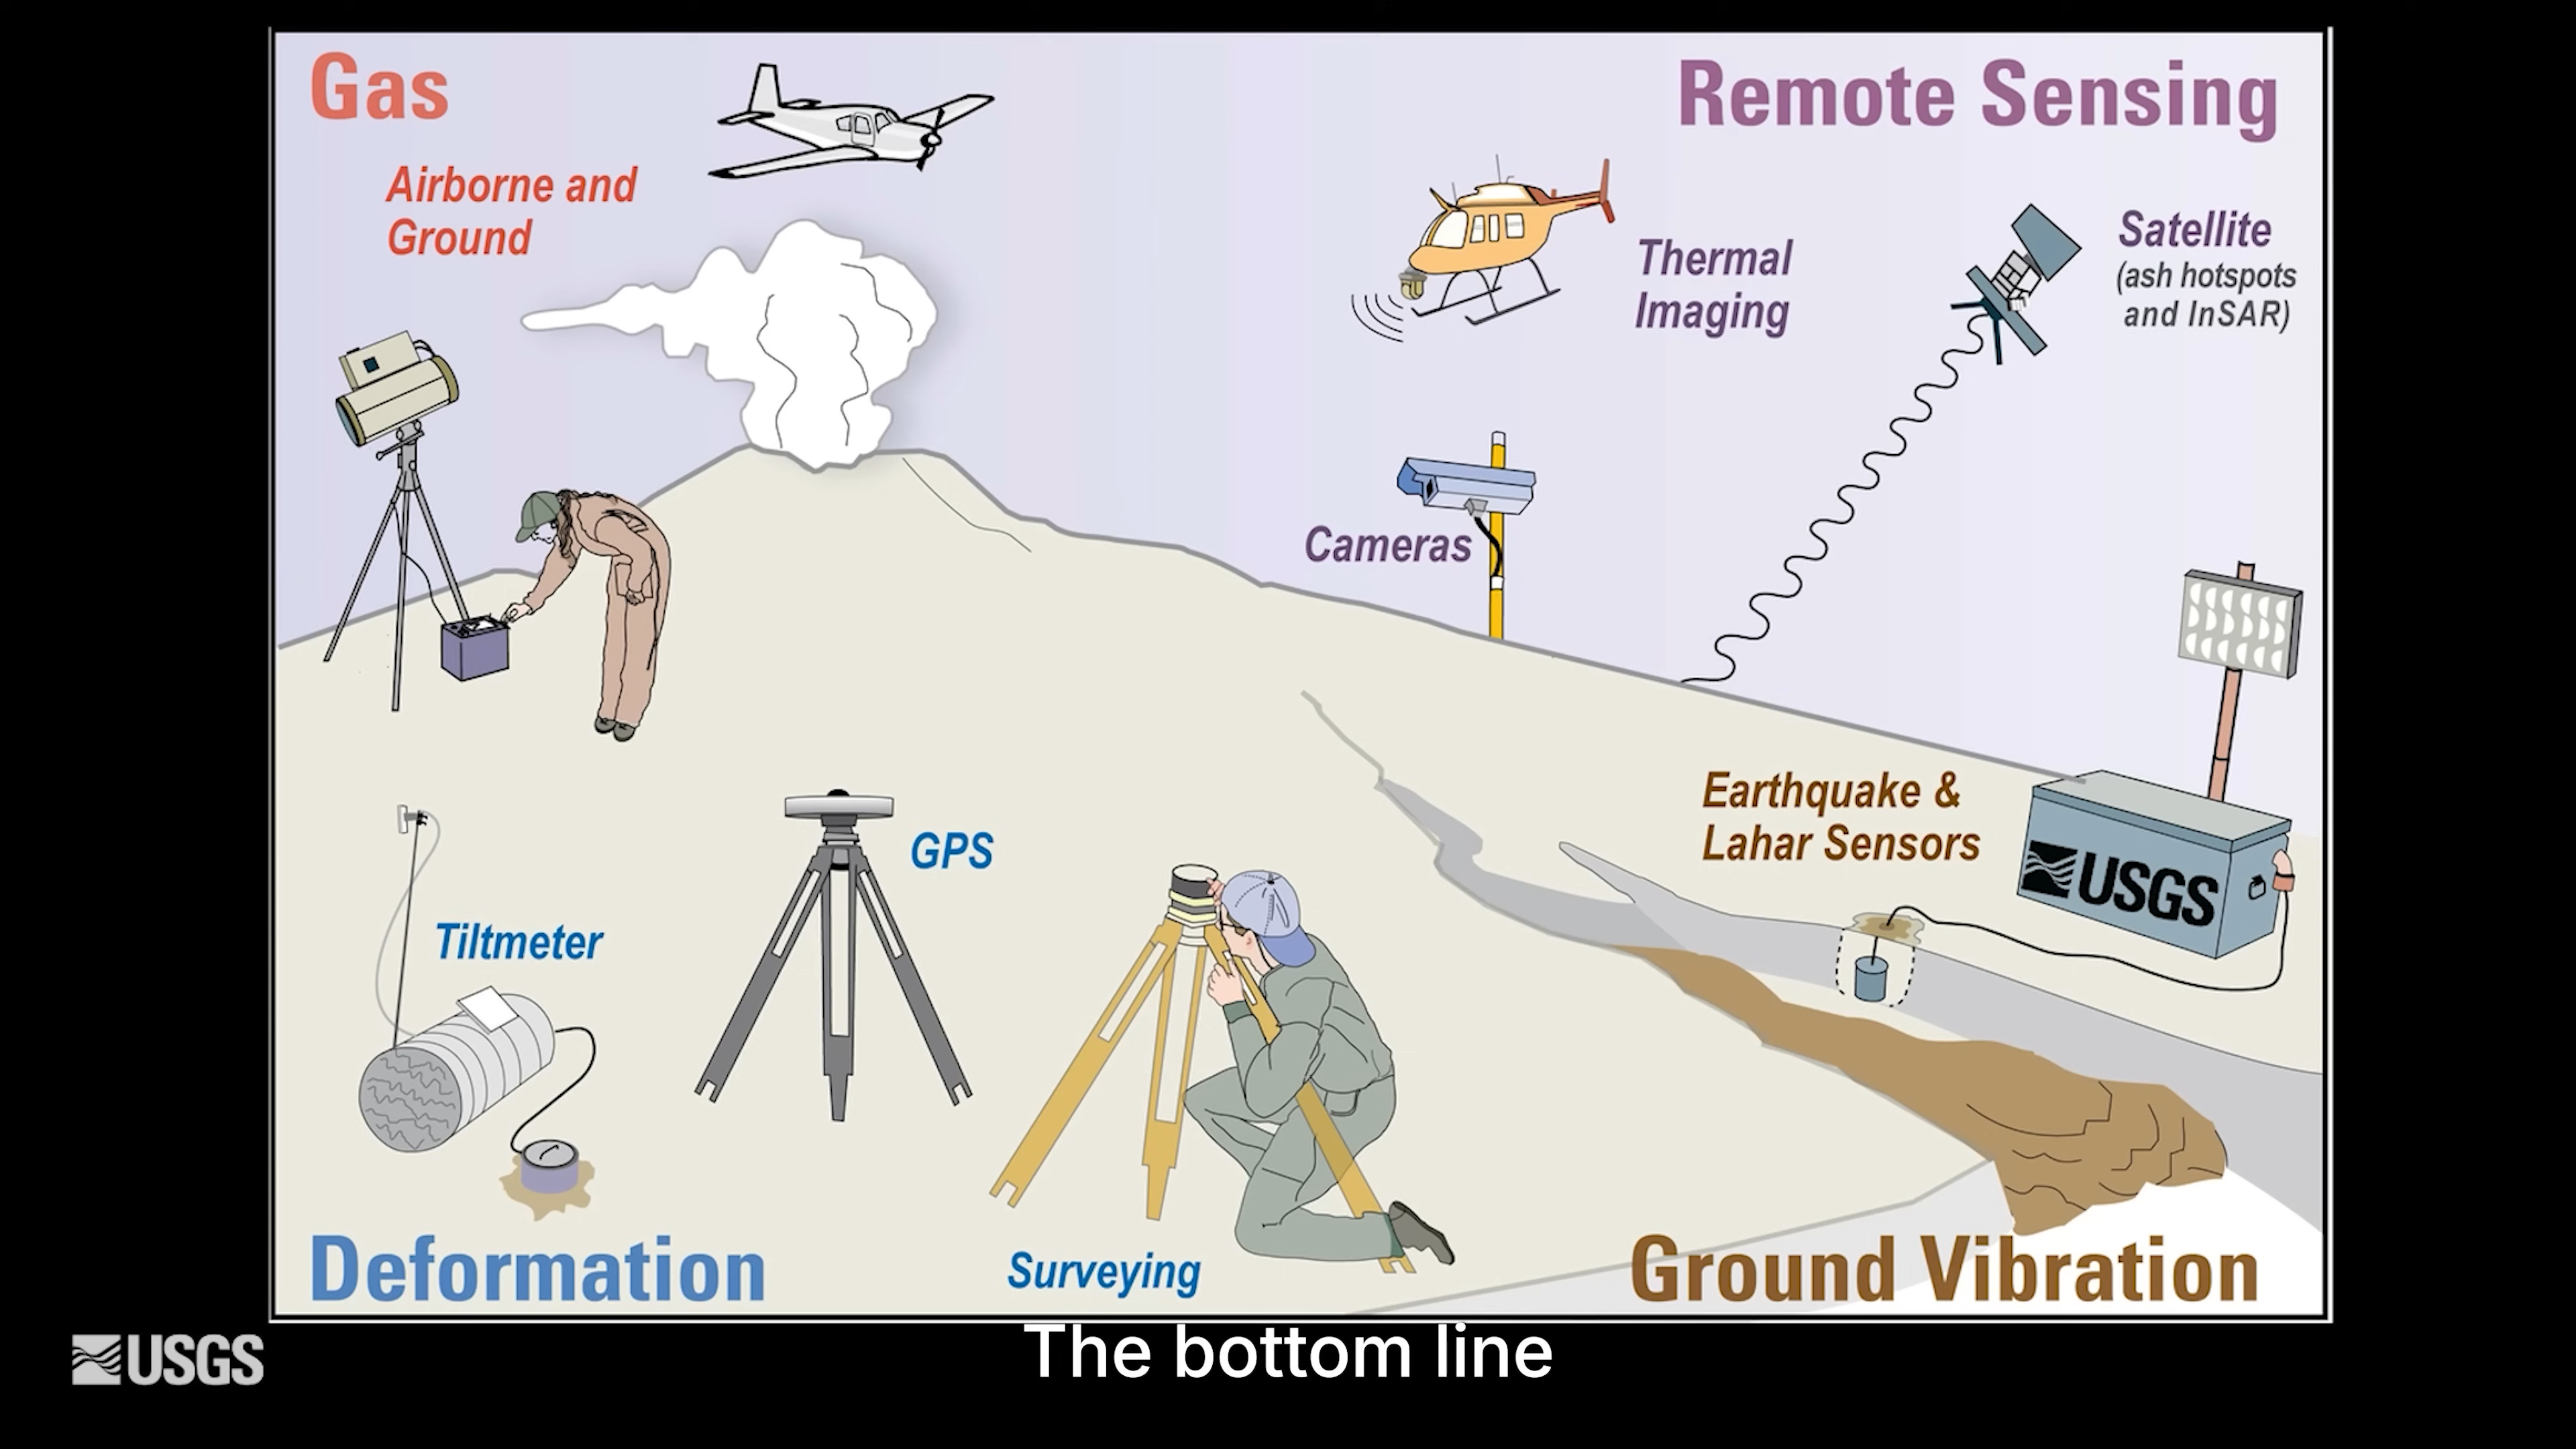 Gas
Airborne and
Ground
Remote Sensing
Thermal
Imaging
Satellite
(ash hotspots
and InSAR)
Cameras
Earthquake &
Lahar Sensors
USGS
GPS
Tiltmeter
Surveying
Deformation
Ground Vibration
USGS
The bottom line